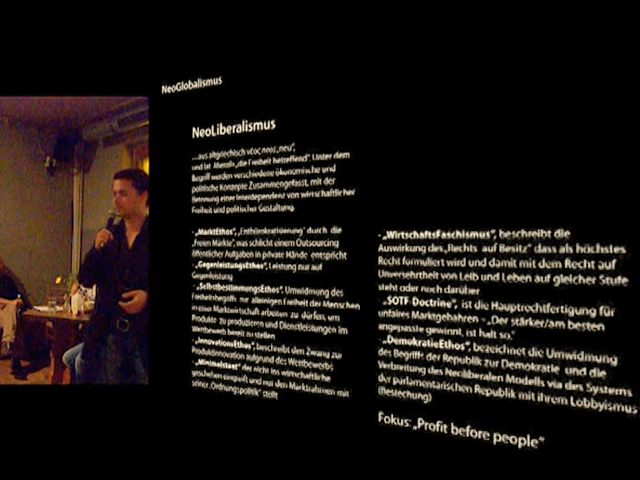 NeoGlobalismus
NeoLiberalismus
...aus altgriechisch νέος neos „neu“,
und lat. liberalis „die Freiheit betreffend“. Unter dem
Begriff werden verschiedene ökonomische und
politische Konzepte Zusammengefasst, mit der
Betonung einer Interdependenz von wirtschaftlicher
Freiheit und politischer Gestaltung.
- „MarktEthos“, „Entbürokratisierung“ durch die
„Freien Märkte“, was schlicht einem Outsourcing
öffentlicher Aufgaben in private Hände entspricht
- „GegenleistungsEthos“, Leistung nur auf
Gegenleistung
- „SelbstbestimmungsEthos“, Umwidmung des
Freiheitsbegriffs zur alleinigen Freiheit der Menschen
in einer Marktwirtschaft arbeiten zu dürfen, um
Produkte zu produzieren und Dienstleistungen im
Wettbewerb bereit zu stellen
- „InnovationsEthos“, beschreibt den Zwang zur
Produktinnovation aufgrund des Wettbewerbs
- „Minimalstaat“ der nicht ins wirtschaftliche
geschehen eingreift und nur den Marktrahmen mit
seiner „Ordnungspolitik“ stellt
- „WirtschaftsFaschismus“, beschreibt die
Auswirkung des „Rechts auf Besitz“ dass als höchstes
Recht formuliert wird und damit mit dem Recht auf
Unversehrtheit von Leib und Leben auf gleicher Stufe
steht oder noch darüber
- „SOTF-Doctrine“, ist die Hauptrechtfertigung für
unfaires Marktgebahren - „Der stärker/am besten
angepasste gewinnt, ist halt so.“
- „DemokratieEthos“, bezeichnet die Umwidmung
des Begriff der Republik zur Demokratie und die
Verbreitung des Neoliberalen Modells via des Systems
der parlamentarischen Republik mit ihrem Lobbyismus
(Bestechung)
Fokus: „Profit before people“